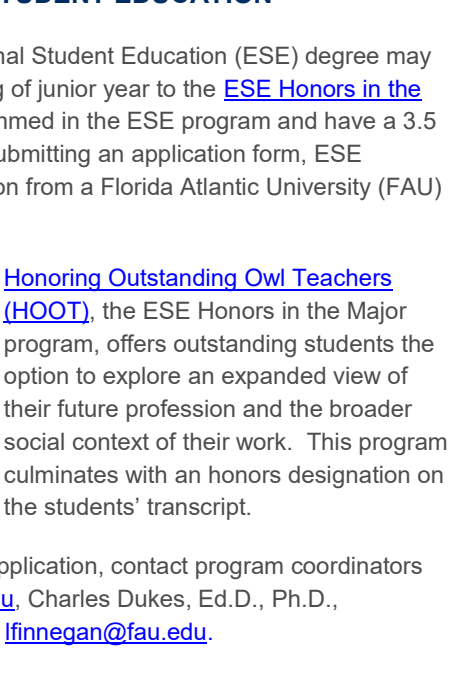 STUDENT EDUCATION
nal Student Education (ESE) degree may
g of junior year to the ESE Honors in the
mmed in the ESE program and have a 3.5
ubmitting an application form, ESE
on from a Florida Atlantic University (FAU)
Honoring Outstanding Owl Teachers
(HOOT), the ESE Honors in the Major
program, offers outstanding students the
option to explore an expanded view of
their future profession and the broader
social context of their work.  This program
culminates with an honors designation on
the students’ transcript.
pplication, contact program coordinators
u, Charles Dukes, Ed.D., Ph.D.,
lfinnegan@fau.edu.